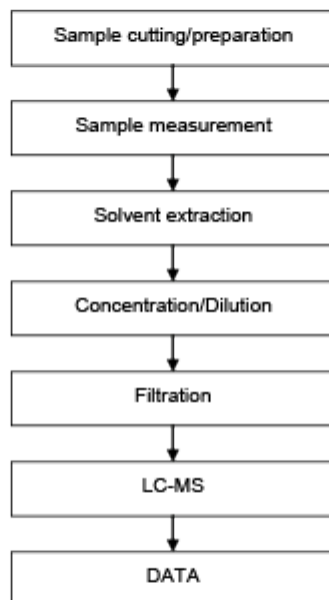 Sample cutting/preparation
Sample measurement
Solvent extraction
Concentration/Dilution
Filtration
LC-MS
DATA